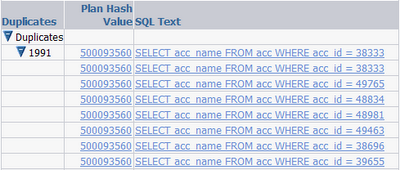 Duplicates Plan Hash Value SQL Text
Duplicates
1991 500093560 SELECT acc_name FROM acc WHERE acc_id = 38333
500093560 SELECT acc_name FROM acc WHERE acc_id = 38333
500093560 SELECT acc_name FROM acc WHERE acc_id = 49765
500093560 SELECT acc_name FROM acc WHERE acc_id = 48834
500093560 SELECT acc_name FROM acc WHERE acc_id = 48981
500093560 SELECT acc_name FROM acc WHERE acc_id = 49463
500093560 SELECT acc_name FROM acc WHERE acc_id = 38696
500093560 SELECT acc_name FROM acc WHERE acc_id = 39655